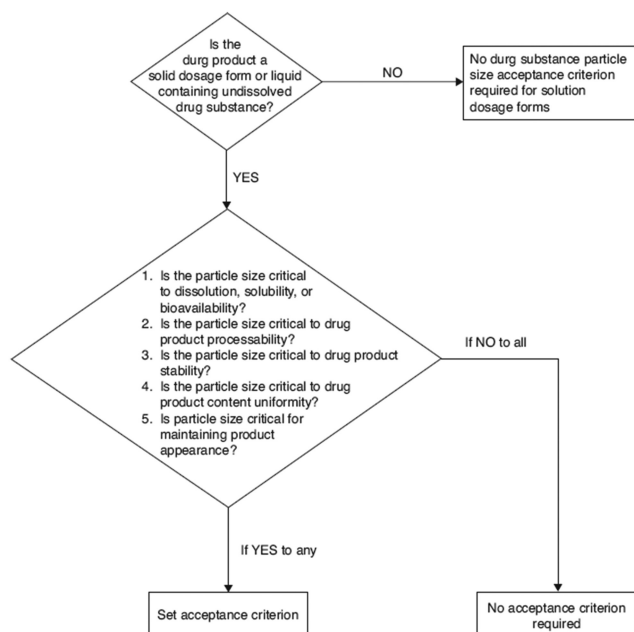 Is the
durg product a
solid dosage form or liquid
containing undissolved
drug substance?
NO
No durg substance particle
size acceptance criterion
required for solution
dosage forms
YES
1. Is the particle size critical
to dissolution, solubility, or
bioavailability?
2. Is the particle size critical to drug
product processability?
3. Is the particle size critical to drug product
stability?
4. Is the particle size critical to drug
product content uniformity?
5. Is particle size critical for
maintaining product
appearance?
If NO to all
If YES to any
Set acceptance criterion
No acceptance criterion
required